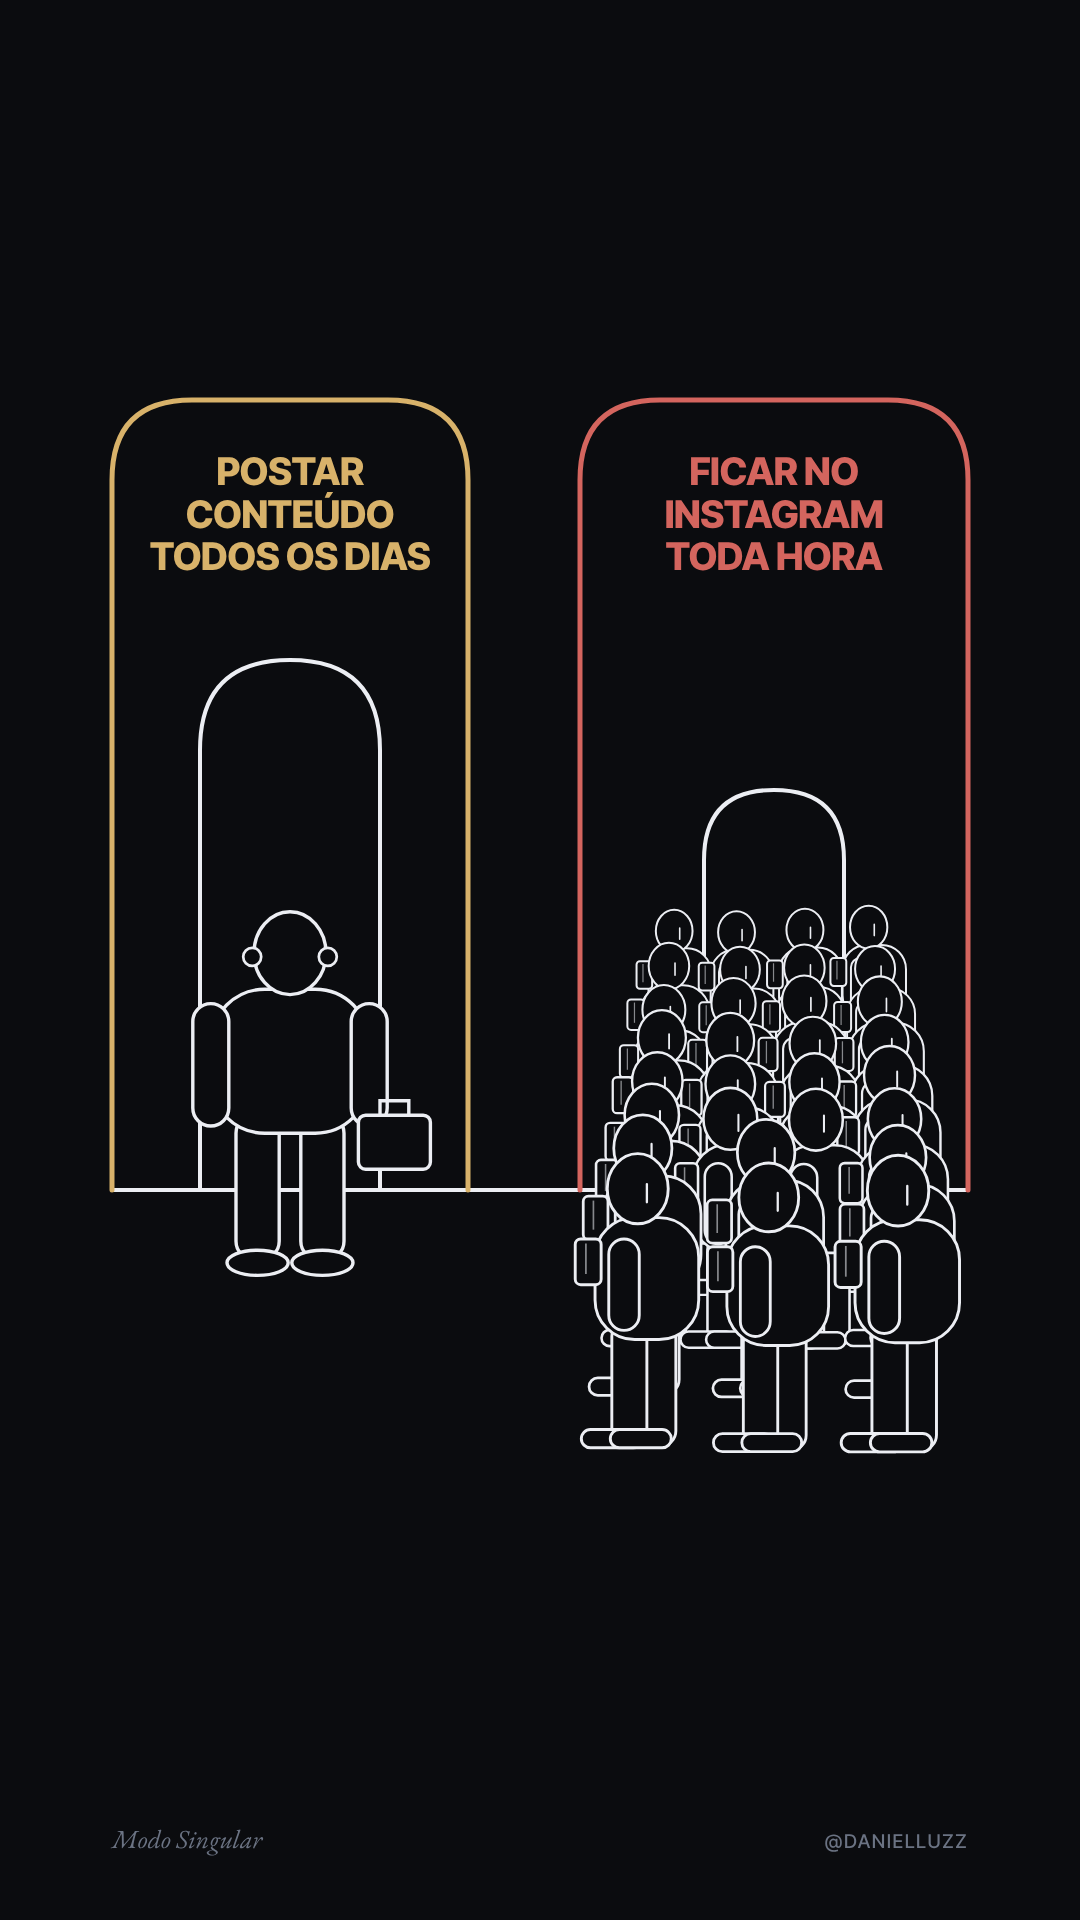 POSTAR
CONTEÚDO
TODOS OS DIAS
FICAR NO
INSTAGRAM
TODA HORA
Modo Singular
@DANIELLUZZ